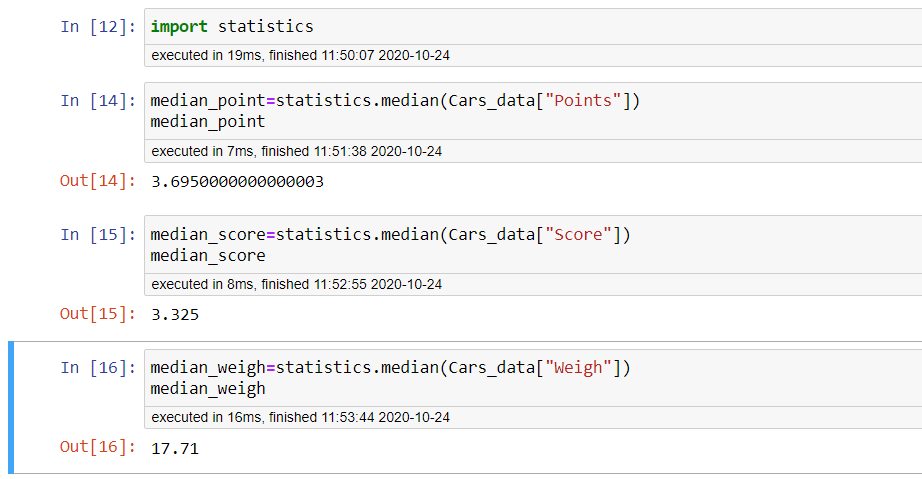 In [12]: import statistics
executed in 19ms, finished 11:50:07 2020-10-24
In [14]: median_point=statistics.median(Cars_data["Points"])
median_point
executed in 7ms, finished 11:51:38 2020-10-24
Out[14]: 3.6950000000000003
In [15]: median_score=statistics.median(Cars_data["Score"])
median_score
executed in 8ms, finished 11:52:55 2020-10-24
Out[15]: 3.325
In [16]: median_weigh=statistics.median(Cars_data["Weigh"])
median_weigh
executed in 16ms, finished 11:53:44 2020-10-24
Out[16]: 17.71